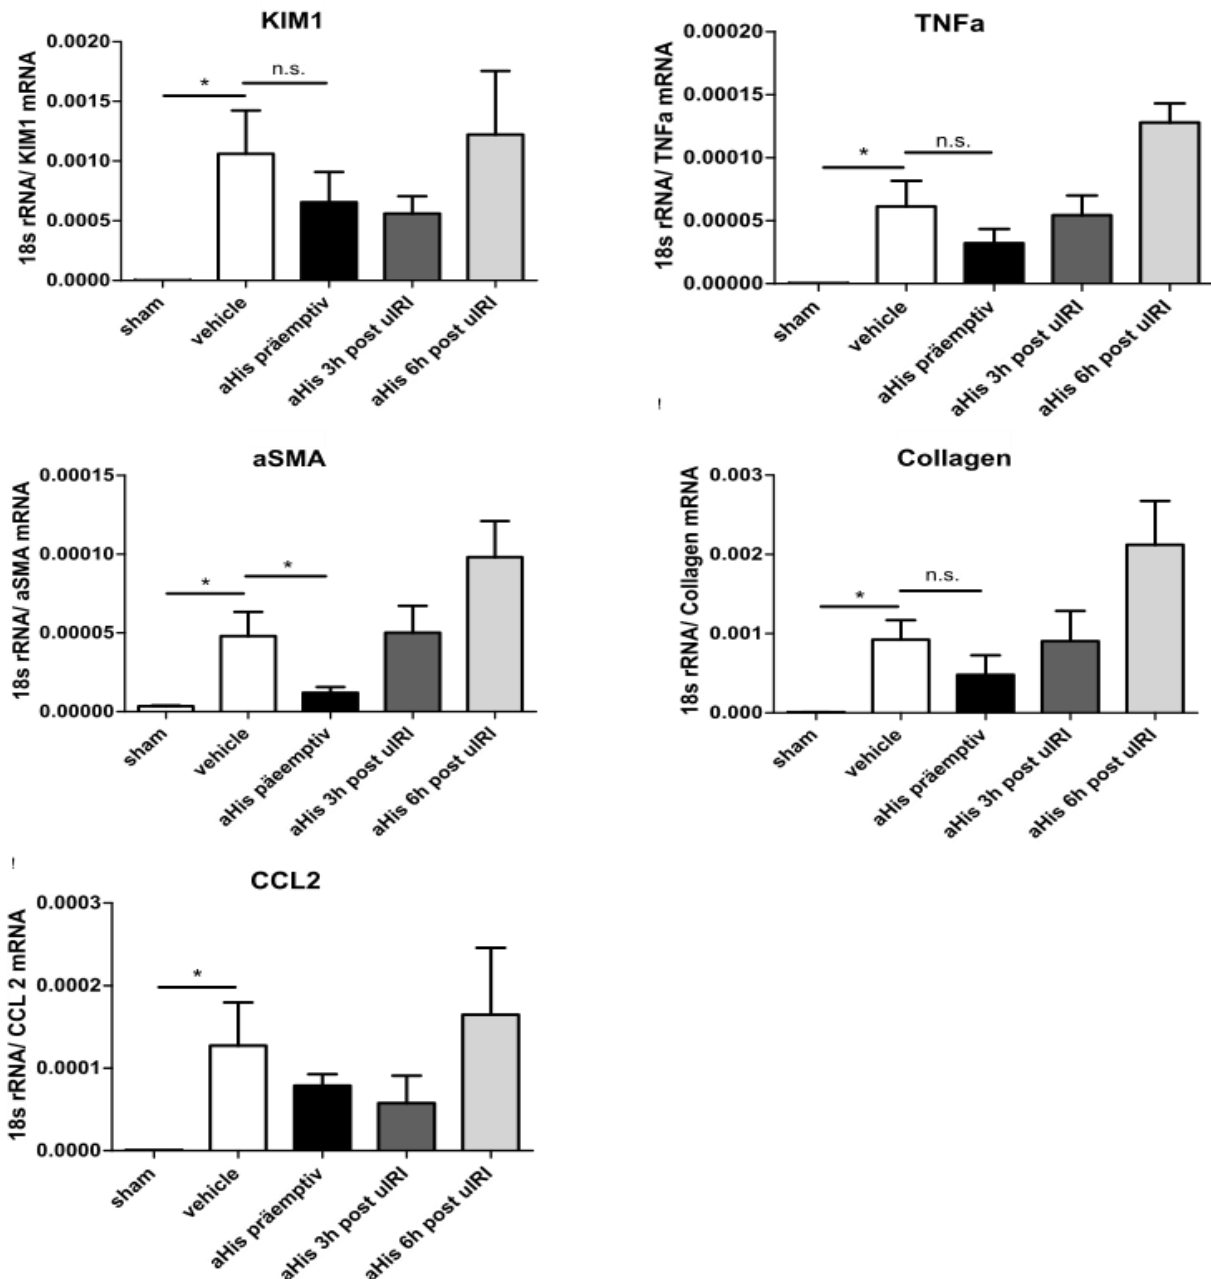 KIM1
18s rRNA/ KIM1 mRNA
0.0020
0.0015
0.0010
0.0005
0.0000
*
n.s.
sham
vehicle
aHis präemptiv
aHis 3h post uIRI
aHis 6h post uIRI
TNFa
18s rRNA/ TNFa mRNA
0.00020
0.00015
0.00010
0.00005
0.00000
*
n.s.
sham
vehicle
aHis präemptiv
aHis 3h post uIRI
aHis 6h post uIRI
!
aSMA
18s rRNA/ aSMA mRNA
0.00015
0.00010
0.00005
0.00000
*
*
sham
vehicle
aHis päeemptiv
aHis 3h post uIRI
aHis 6h post uIRI
Collagen
18s rRNA/ Collagen mRNA
0.003
0.002
0.001
0.000
*
n.s.
sham
vehicle
aHis präemptiv
aHis 3h post uIRI
aHis 6h post uIRI
!
CCL2
18s rRNA/ CCL 2 mRNA
0.0003
0.0002
0.0001
0.0000
*
sham
vehicle
aHis präemptiv
aHis 3h post uIRI
aHis 6h post uIRI